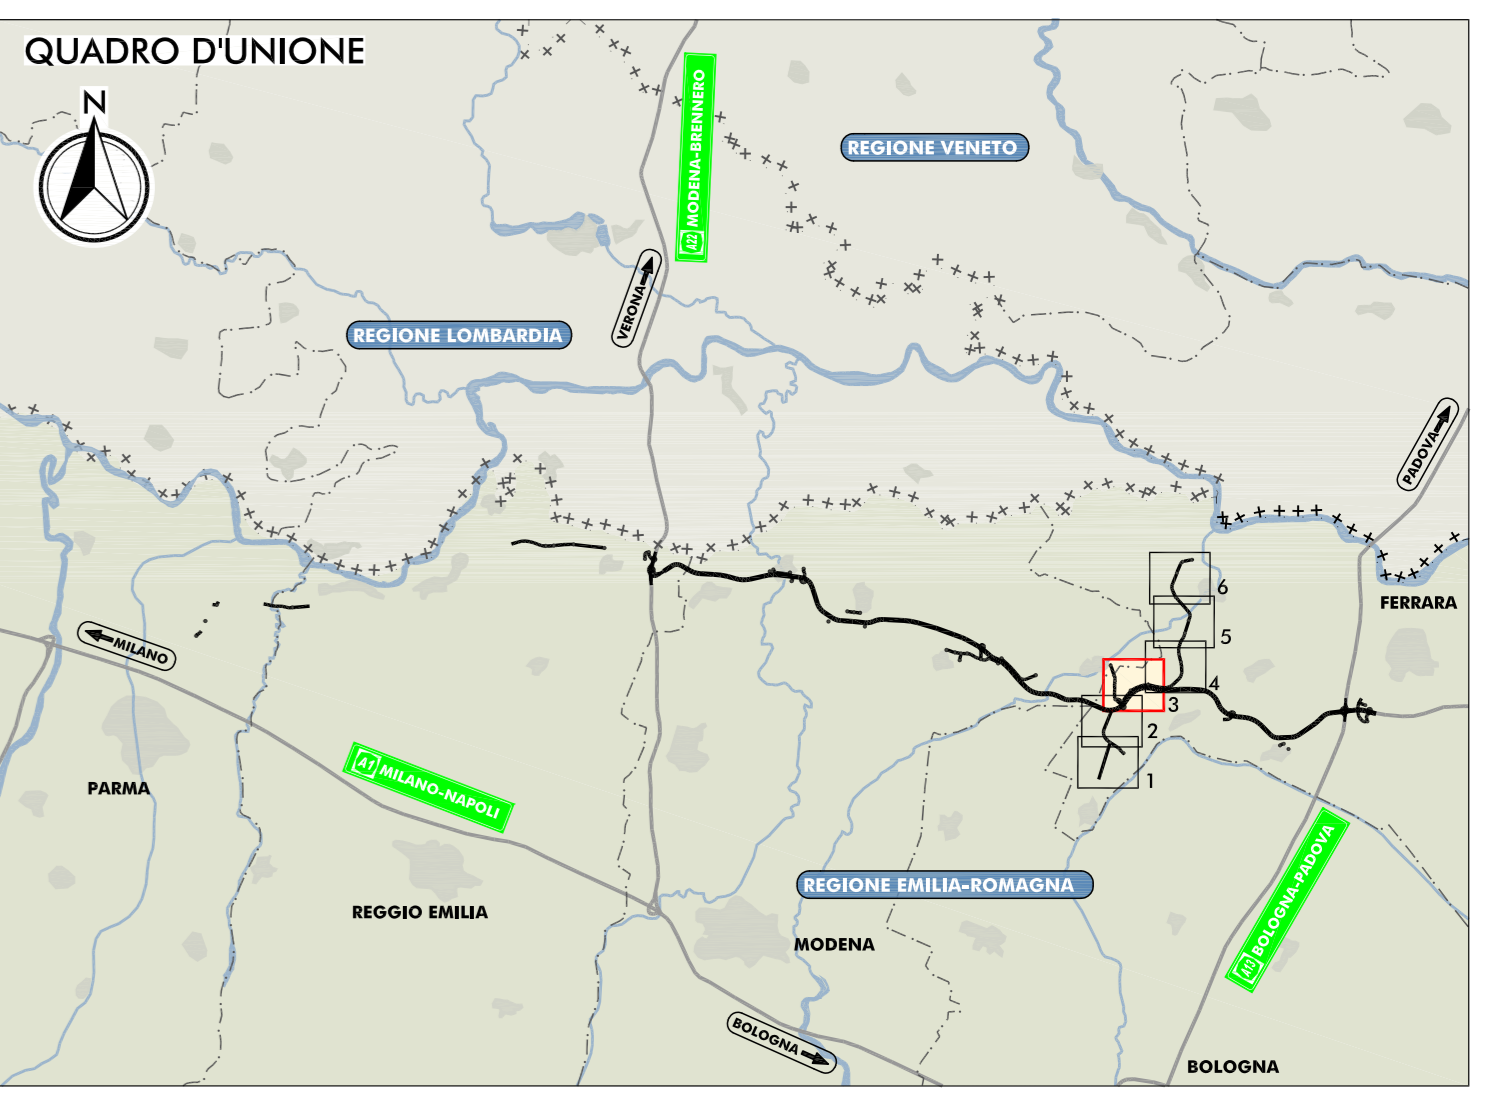 QUADRO D'UNIONE
N
A22 MODENA-BRENNERO
REGIONE VENETO
VERONA
REGIONE LOMBARDIA
PADOVA
6
FERRARA
5
MILANO
4
3
2
1
PARMA
A1 MILANO-NAPOLI
A13 BOLOGNA-PADOVA
REGIONE EMILIA-ROMAGNA
REGGIO EMILIA
MODENA
BOLOGNA
BOLOGNA